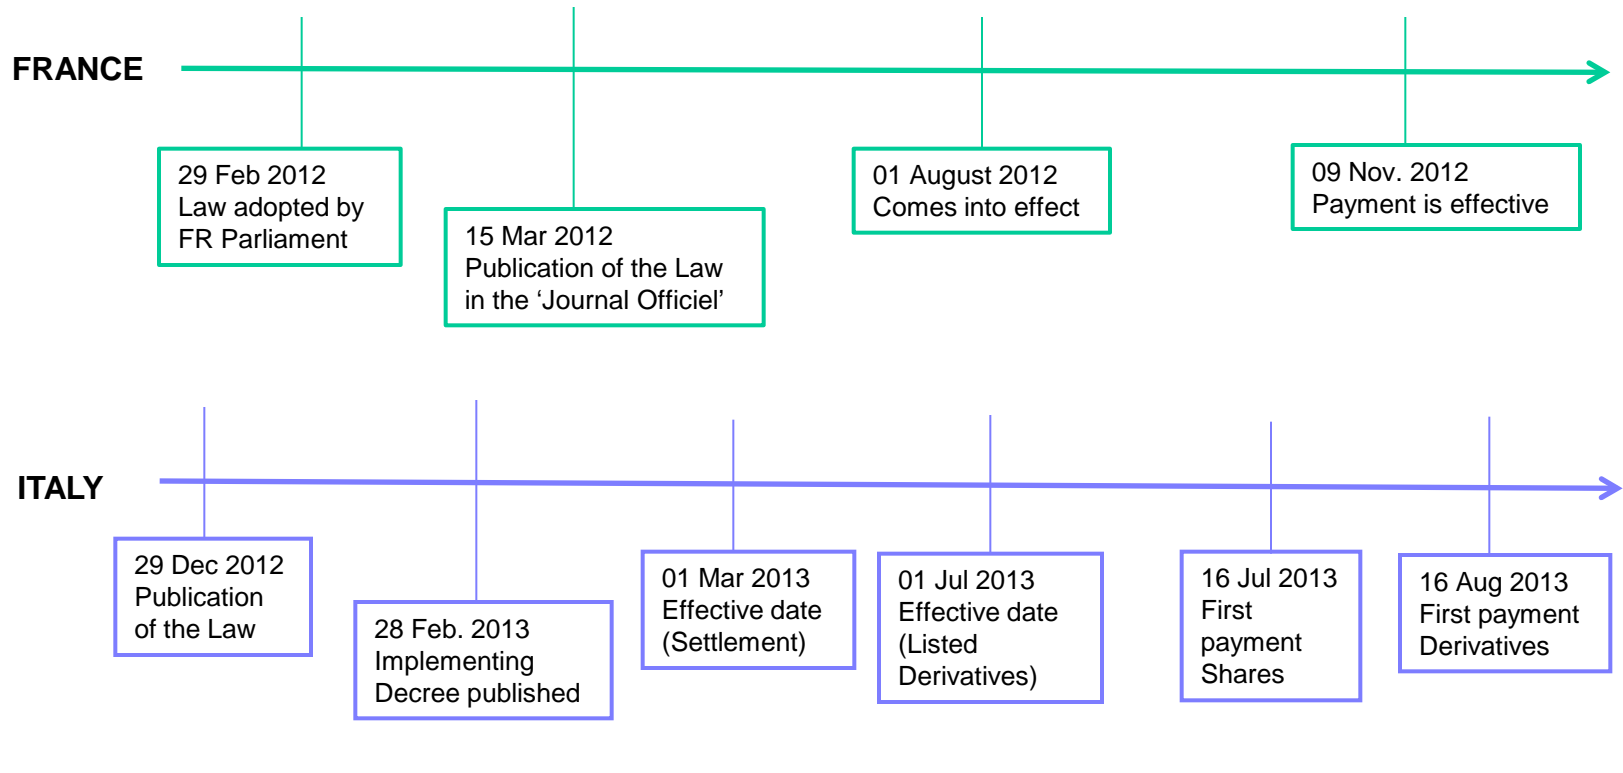 FRANCE
29 Feb 2012
Law adopted by
FR Parliament
15 Mar 2012
Publication of the Law
in the ‘Journal Officiel’
01 August 2012
Comes into effect
09 Nov. 2012
Payment is effective
ITALY
29 Dec 2012
Publication
of the Law
28 Feb. 2013
Implementing
Decree published
01 Mar 2013
Effective date
(Settlement)
01 Jul 2013
Effective date
(Listed
Derivatives)
16 Jul 2013
First
payment
Shares
16 Aug 2013
First payment
Derivatives